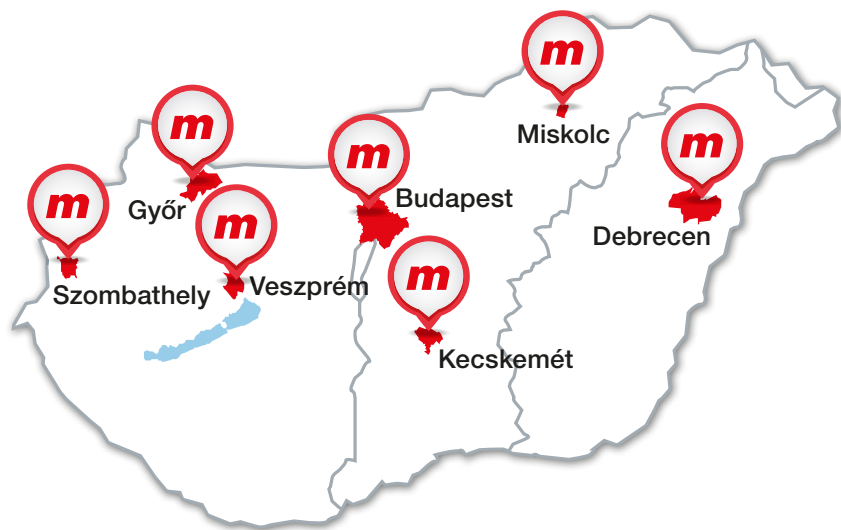 m
Miskolc
m
Győr
m
Budapest
m
Debrecen
m
Szombathely
m
Veszprém
m
Kecskemét